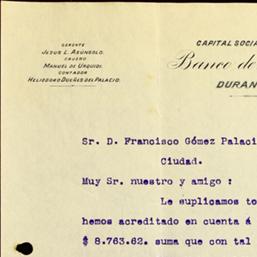 GERENTE
JESUS L. ASÚNSOLO.
CAJERO
MANUEL DE URQUIDI.
CONTADOR
HELIODORO DUEÑES DEL PALACIO.
CAPITAL SOCIA
Banco de
DURAN
Sr. D. Francisco Gómez Palaci
Ciudad.
Muy Sr. nuestro y amigo :
Le suplicamos to
hemos acreditado en cuenta á
$ 8.763.62. suma que con tal